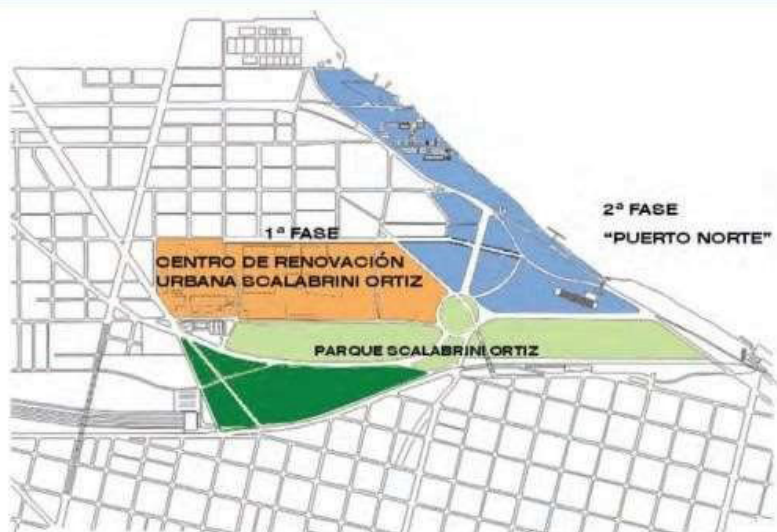 1ª FASE
CENTRO DE RENOVACIÓN
URBANA SCALABRINI ORTIZ
2ª FASE
"PUERTO NORTE"
PARQUE SCALABRINI ORTIZ